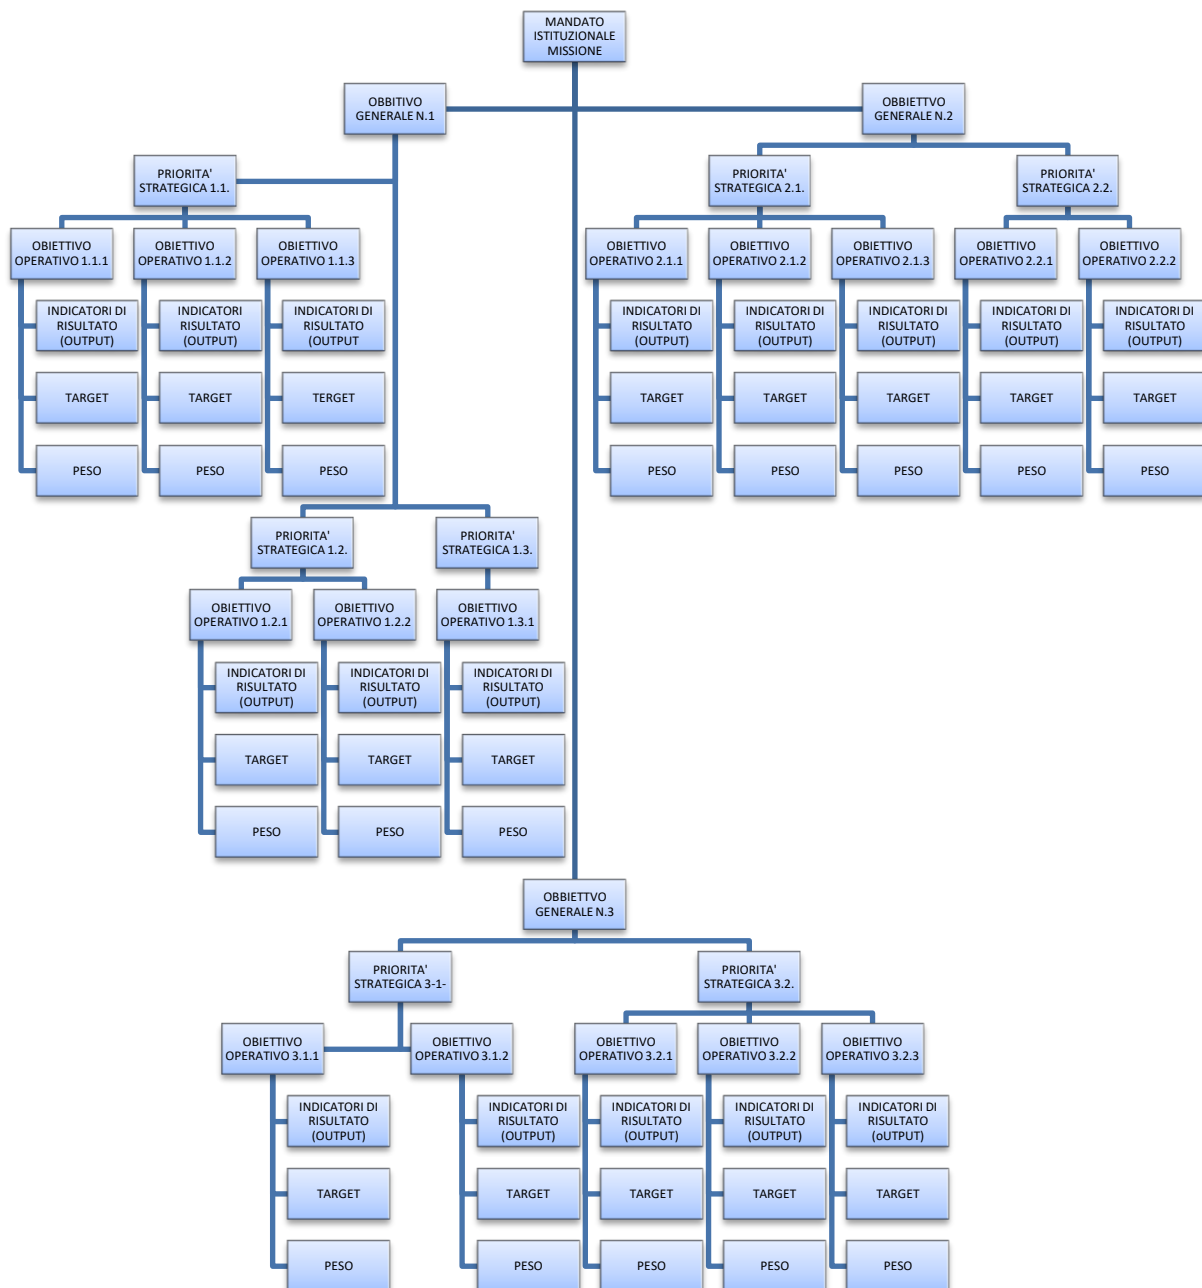 MANDATO
ISTITUZIONALE
MISSIONE
OBBITIVO
GENERALE N.1
OBBIETTVO
GENERALE N.2
PRIORITA'
STRATEGICA 1.1.
PRIORITA'
STRATEGICA 2.1.
PRIORITA'
STRATEGICA 2.2.
OBIETTIVO
OPERATIVO 1.1.1
OBIETTIVO
OPERATIVO 1.1.2
OBIETTIVO
OPERATIVO 1.1.3
OBIETTIVO
OPERATIVO 2.1.1
OBIETTIVO
OPERATIVO 2.1.2
OBIETTIVO
OPERATIVO 2.1.3
OBIETTIVO
OPERATIVO 2.2.1
OBIETTIVO
OPERATIVO 2.2.2
INDICATORI DI
RISULTATO
(OUTPUT)
INDICATORI
RISULTATO
(OUTPUT)
INDICATORI DI
RISULTATO
(OUTPUT
INDICATORI DI
RISULTATO
(OUTPUT)
INDICATORI DI
RISULTATO
(OUTPUT)
INDICATORI DI
RISULTATO
(OUTPUT)
INDICATORI DI
RISULTATO
(OUTPUT)
INDICATORI DI
RISULTATO
(OUTPUT)
TARGET
TARGET
TERGET
TARGET
TARGET
TARGET
TARGET
TARGET
PESO
PESO
PESO
PESO
PESO
PESO
PESO
PESO
PRIORITA'
STRATEGICA 1.2.
PRIORITA'
STRATEGICA 1.3.
OBIETTIVO
OPERATIVO 1.2.1
OBIETTIVO
OPERATIVO 1.2.2
OBIETTIVO
OPERATIVO 1.3.1
INDICATORI DI
RISULTATO
(OUTPUT)
INDICATORI DI
RISULTATO
(OUTPUT)
INDICATORI DI
RISULTATO
(OUTPUT)
TARGET
TARGET
TARGET
PESO
PESO
PESO
OBBIETTVO
GENERALE N.3
PRIORITA'
STRATEGICA 3-1-
PRIORITA'
STRATEGICA 3.2.
OBIETTIVO
OPERATIVO 3.1.1
OBIETTIVO
OPERATIVO 3.1.2
OBIETTIVO
OPERATIVO 3.2.1
OBIETTIVO
OPERATIVO 3.2.2
OBIETTIVO
OPERATIVO 3.2.3
INDICATORI DI
RISULTATO
(OUTPUT)
INDICATORI DI
RISULTATO
(OUTPUT)
INDICATORI DI
RISULTATO
(OUTPUT)
INDICATORI DI
RISULTATO
(OUTPUT)
INDICATORI DI
RISULTATO
(oUTPUT)
TARGET
TARGET
TARGET
TARGET
TARGET
PESO
PESO
PESO
PESO
PESO